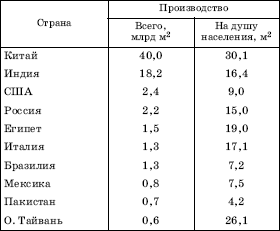 Страна Производство
Всего, млрд м² На душу населения, м²
Китай 40,0 30,1
Индия 18,2 16,4
США 2,4 9,0
Россия 2,2 15,0
Египет 1,5 19,0
Италия 1,3 17,1
Бразилия 1,3 7,2
Мексика 0,8 7,5
Пакистан 0,7 4,2
О. Тайвань 0,6 26,1